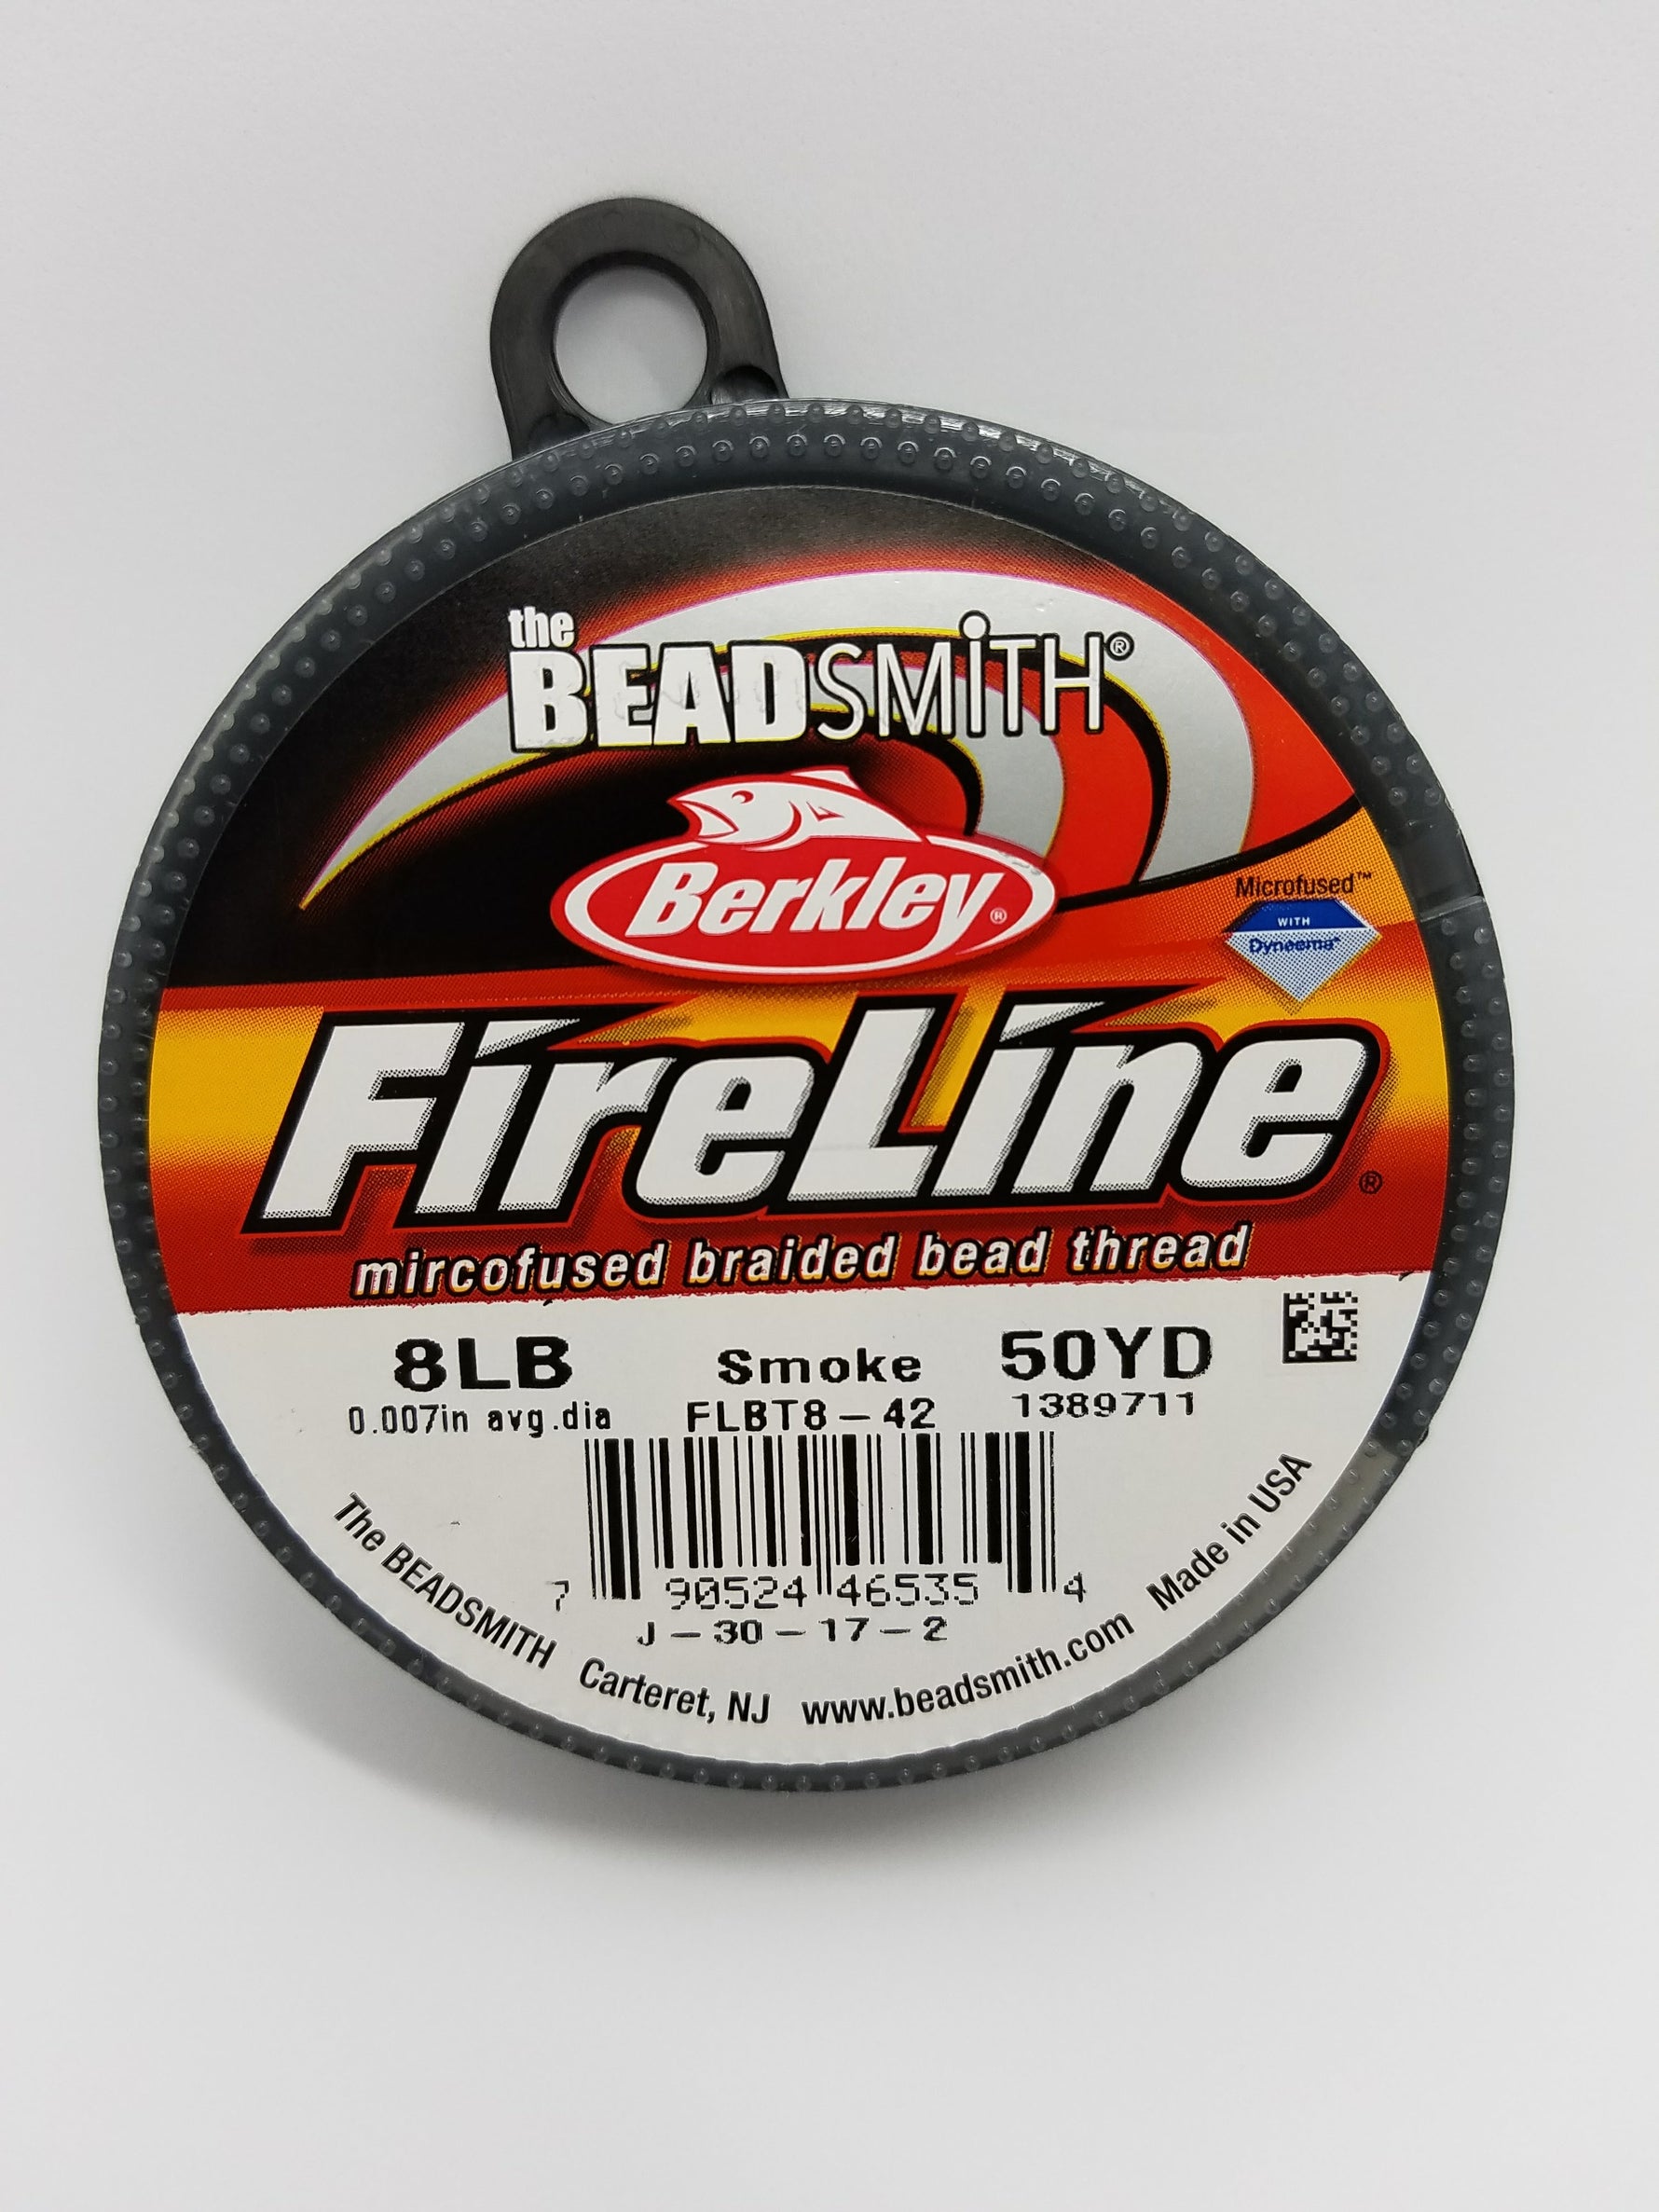 the
BEADSMiTH®
Berkley®
Microfused™
WITH
Dyneema™
FireLine®
mircofused braided bead thread
8LB Smoke 50YD
0.007in avg.dia FLBT8-42 1389711
7 90524 46535 4
J-30-17-2
The BEADSMITH Carteret, NJ www.beadsmith.com Made in USA